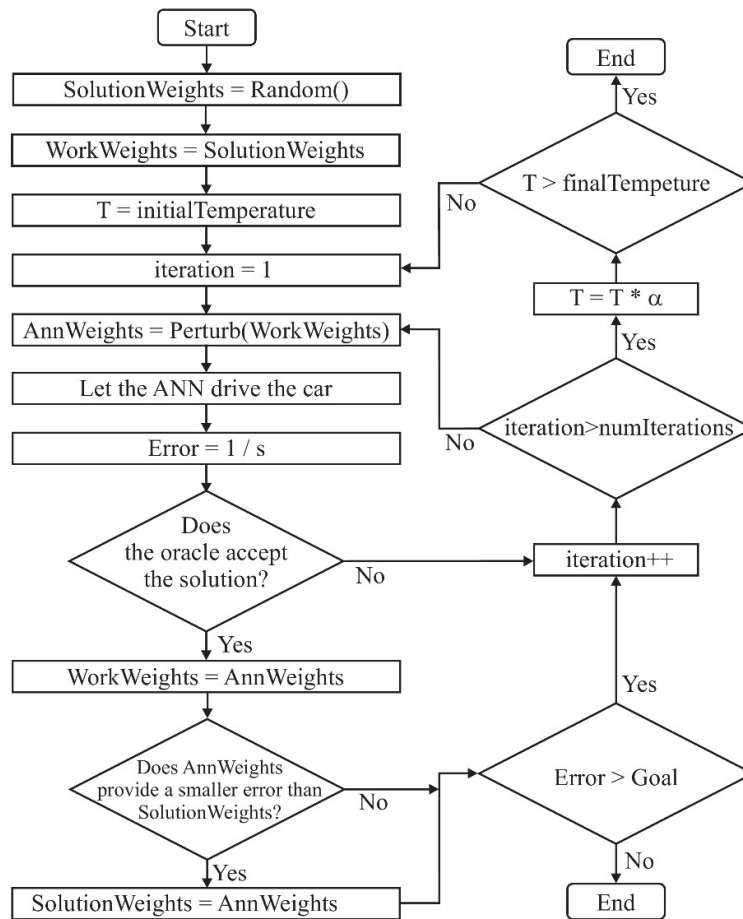 Start
SolutionWeights = Random()
WorkWeights = SolutionWeights
T = initialTemperature
iteration = 1
AnnWeights = Perturb(WorkWeights)
Let the ANN drive the car
Error = 1 / s
Does
the oracle accept
the solution?
No
Yes
WorkWeights = AnnWeights
Does AnnWeights
provide a smaller error than
SolutionWeights?
No
Yes
SolutionWeights = AnnWeights
End
Yes
T > finalTempeture
No
T = T * α
Yes
iteration>numIterations
No
iteration++
Yes
Error > Goal
No
End